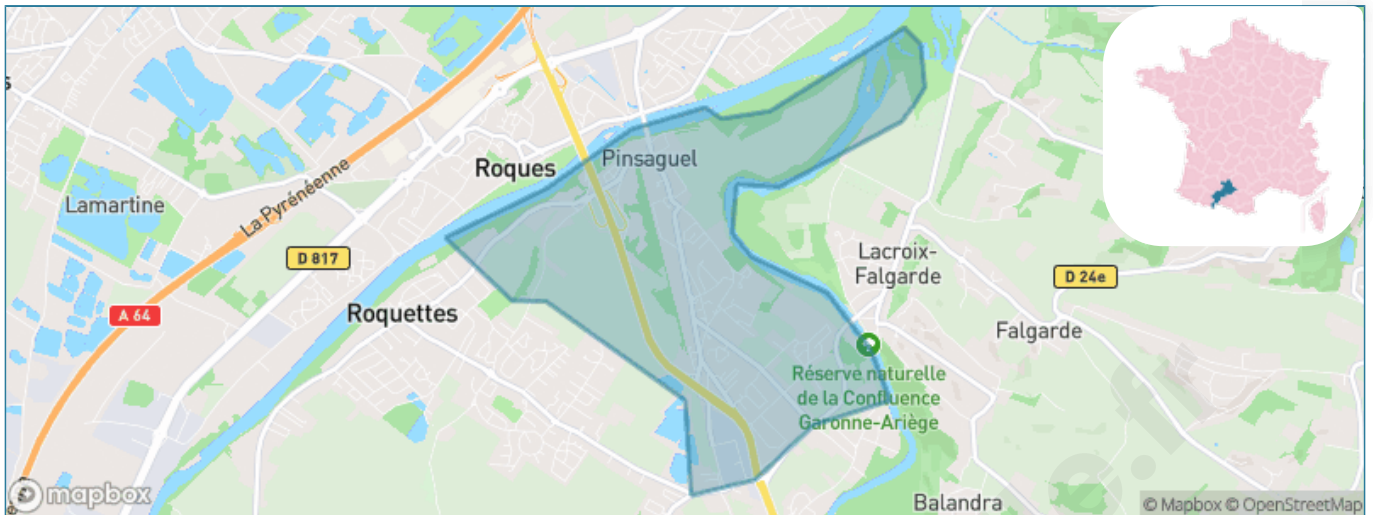 Pinsaguel
Roques
La Pyrénéenne
Lamartine
D 817
Lacroix-
Falgarde
D 24e
A 64
Roquettes
Falgarde
Réserve naturelle
de la Confluence
Garonne-Ariège
mapbox
Balandra
© Mapbox © OpenStreetMap